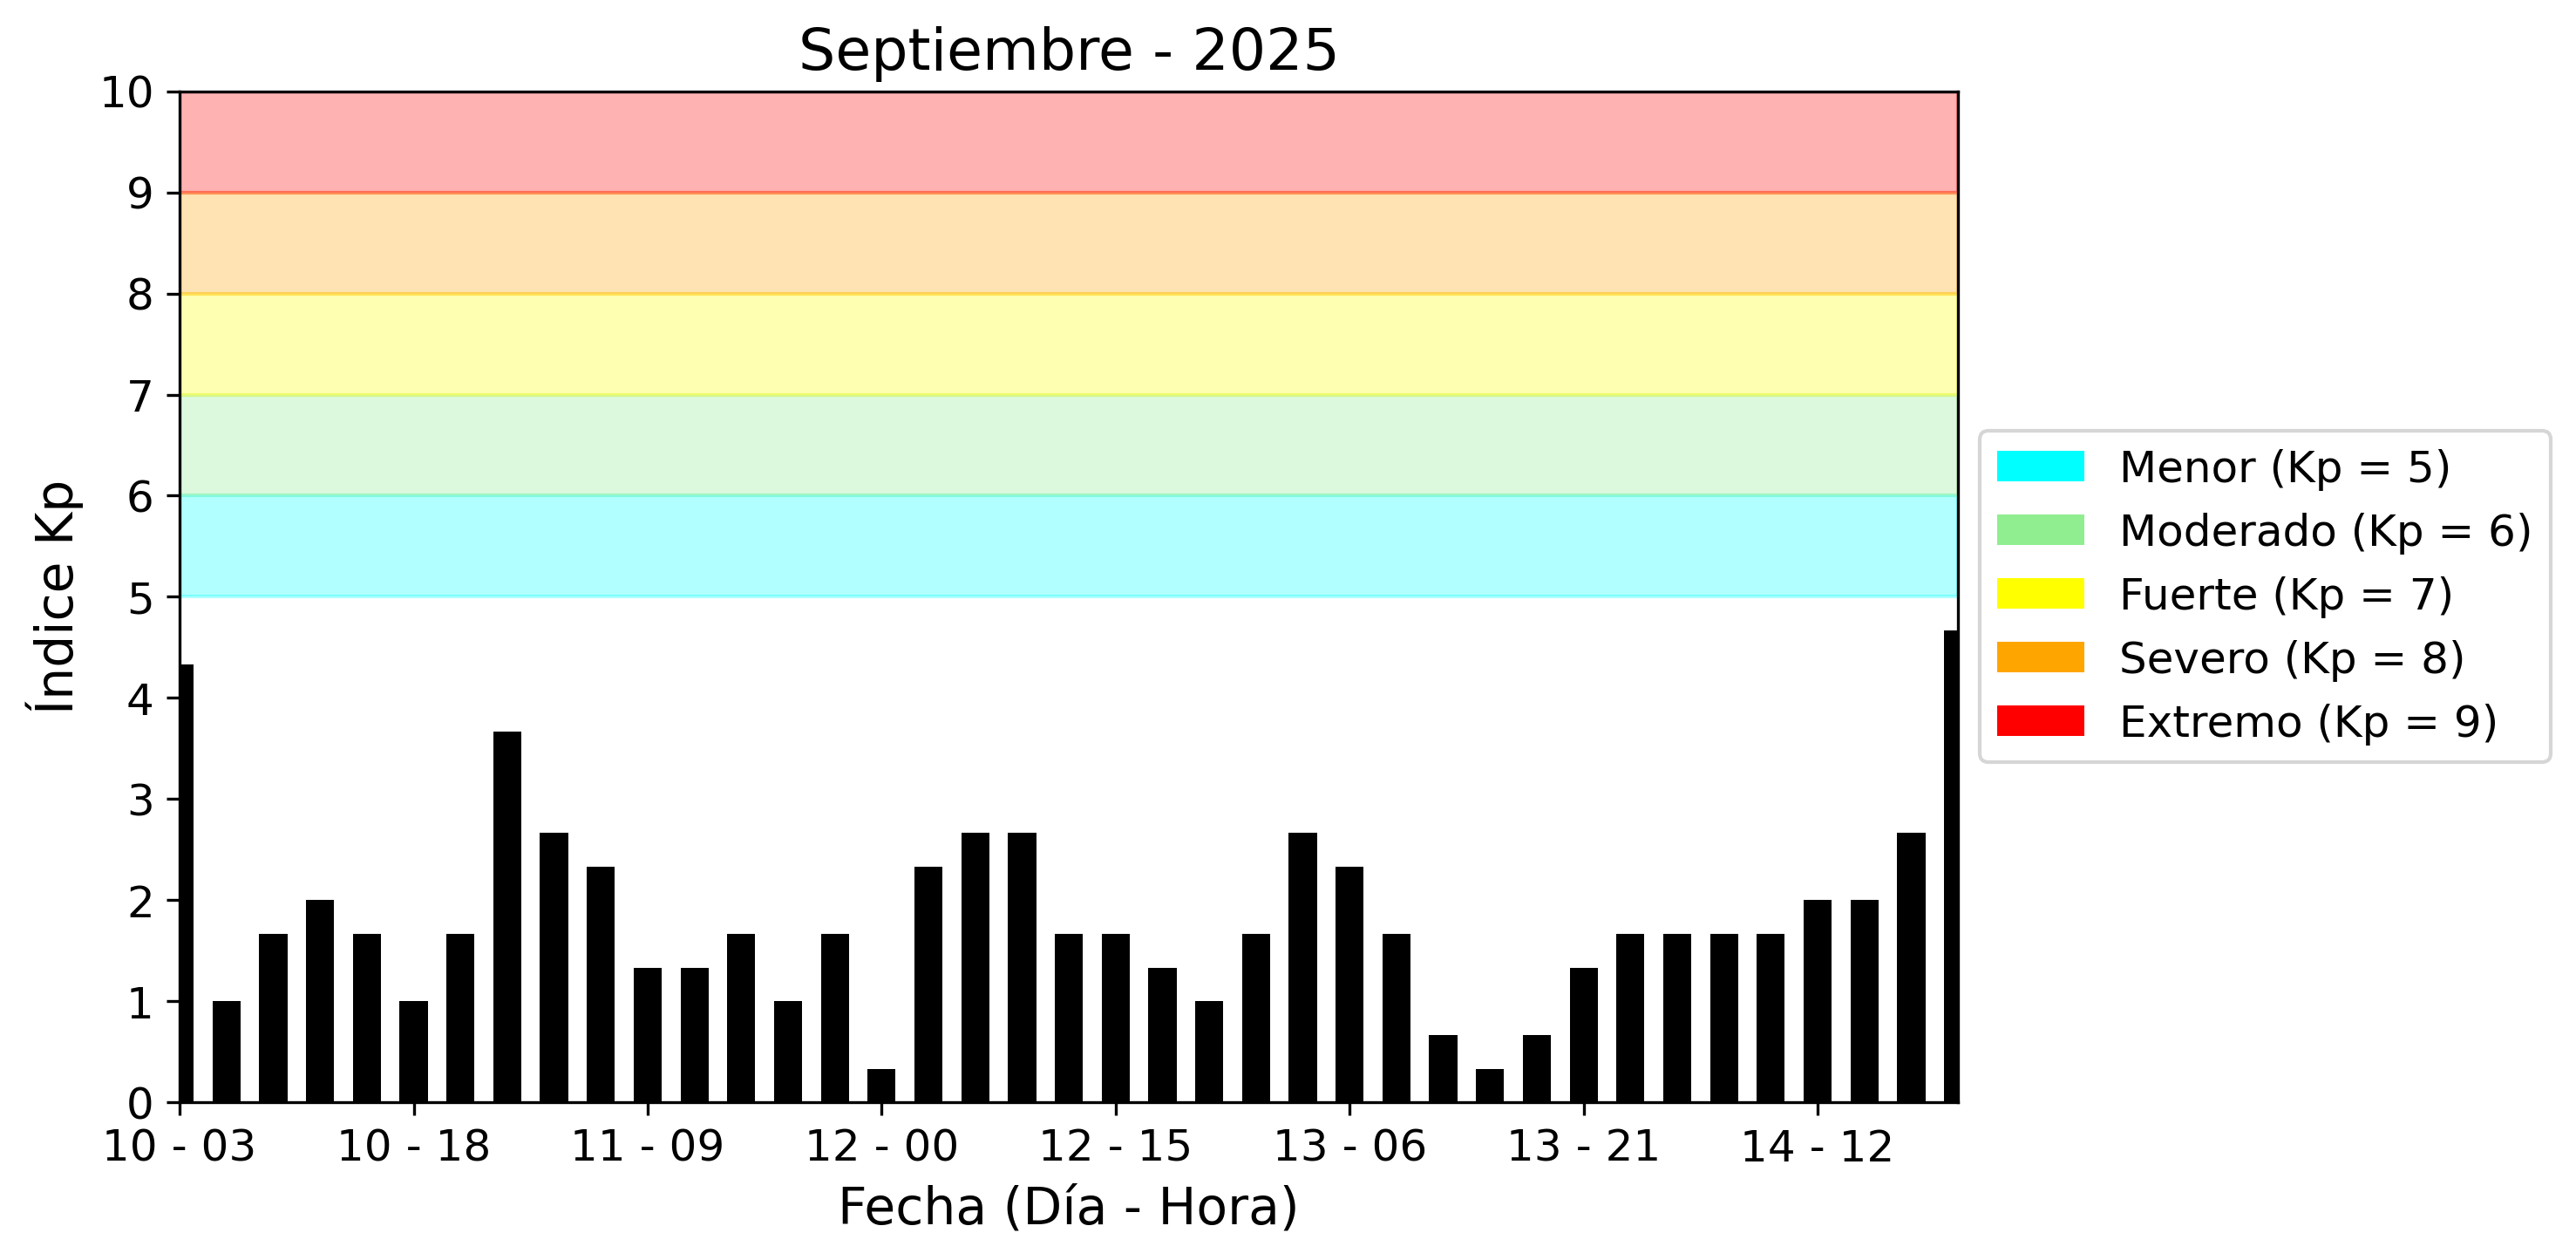 Septiembre - 2025
10
9
8
7
6
5
4
3
2
1
0
Índice Kp
10 - 03
10 - 18
11 - 09
12 - 00
12 - 15
13 - 06
13 - 21
14 - 12
Fecha (Día - Hora)
Menor (Kp = 5)
Moderado (Kp = 6)
Fuerte (Kp = 7)
Severo (Kp = 8)
Extremo (Kp = 9)